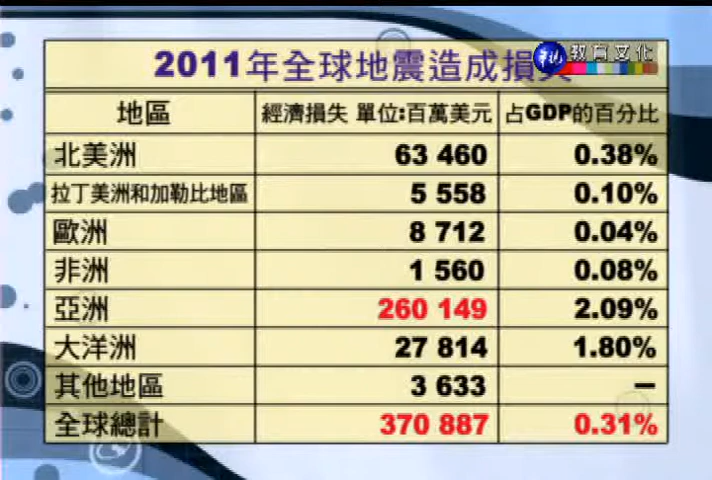 2011年全球地震造成損
教育文化
地區 經濟損失 單位:百萬美元 占GDP的百分比
北美洲 63 460 0.38%
拉丁美洲和加勒比地區 5 558 0.10%
歐洲 8 712 0.04%
非洲 1 560 0.08%
亞洲 260 149 2.09%
大洋洲 27 814 1.80%
其他地區 3 633 —
全球總計 370 887 0.31%